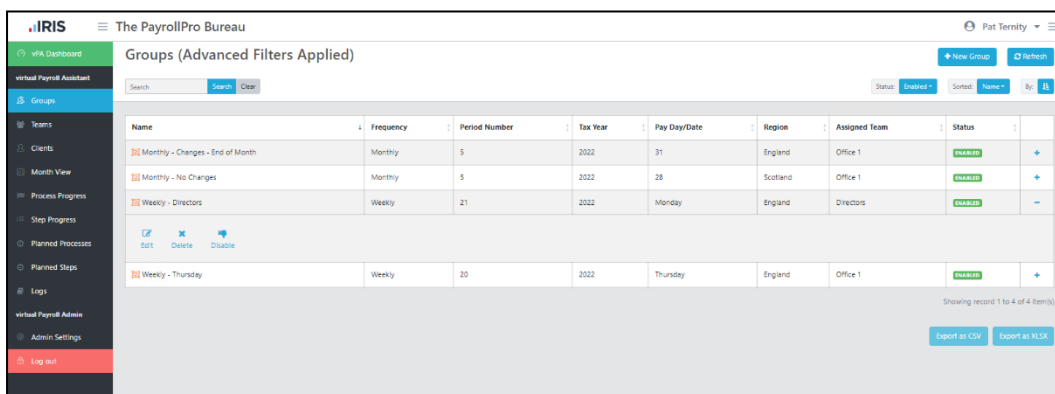 IRIS The PayrollPro Bureau Pat Ternity
vPA Dashboard
virtual Payroll Assistant
Groups
Teams
Clients
Month View
Process Progress
Step Progress
Planned Processes
Planned Steps
Logs
virtual Payroll Admin
Admin Settings
Log out
Groups (Advanced Filters Applied) New Group Refresh
Search Search Clear Status: Enabled Sorted: Name By:
Name Frequency Period Number Tax Year Pay Day/Date Region Assigned Team Status
Monthly - Changes - End of Month Monthly 5 2022 31 England Office 1 ENABLED +
Monthly - No Changes Monthly 5 2022 28 Scotland Office 1 ENABLED +
Weekly - Directors Weekly 21 2022 Monday England Directors ENABLED -
Edit Delete Disable
Weekly - Thursday Weekly 20 2022 Thursday England Office 1 ENABLED +
Showing record 1 to 4 of 4 item(s)
Export as CSV Export as XLSX